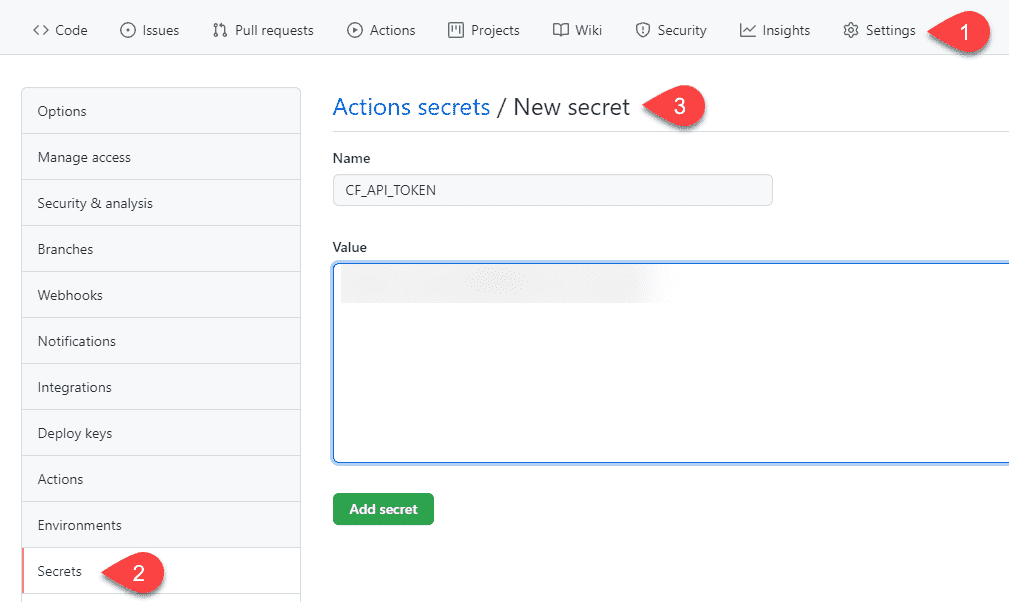 Code Issues Pull requests Actions Projects Wiki Security Insights Settings 1
Options
Manage access
Security & analysis
Branches
Webhooks
Notifications
Integrations
Deploy keys
Actions
Environments
Secrets 2
Actions secrets / New secret 3
Name
CF_API_TOKEN
Value
Add secret